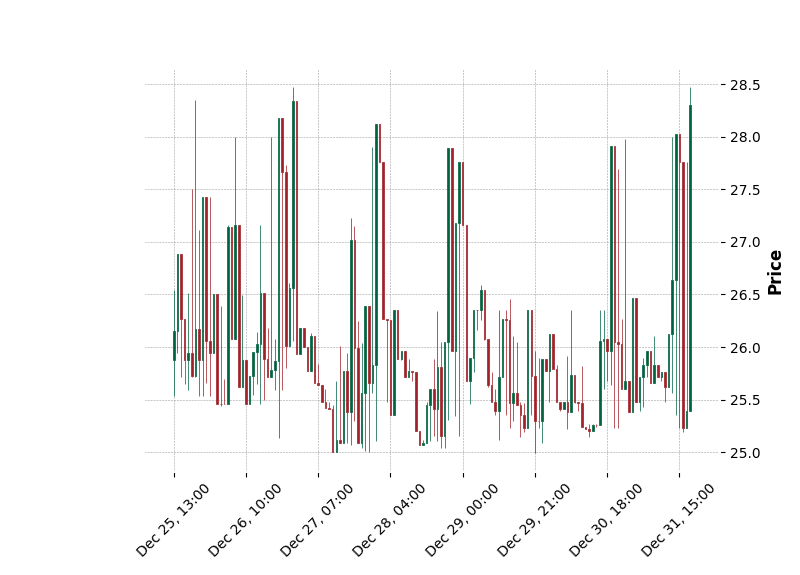 28.5
28.0
27.5
27.0
26.5
26.0
25.5
25.0
Price
Dec 25, 13:00
Dec 26, 10:00
Dec 27, 07:00
Dec 28, 04:00
Dec 29, 00:00
Dec 29, 21:00
Dec 30, 18:00
Dec 31, 15:00